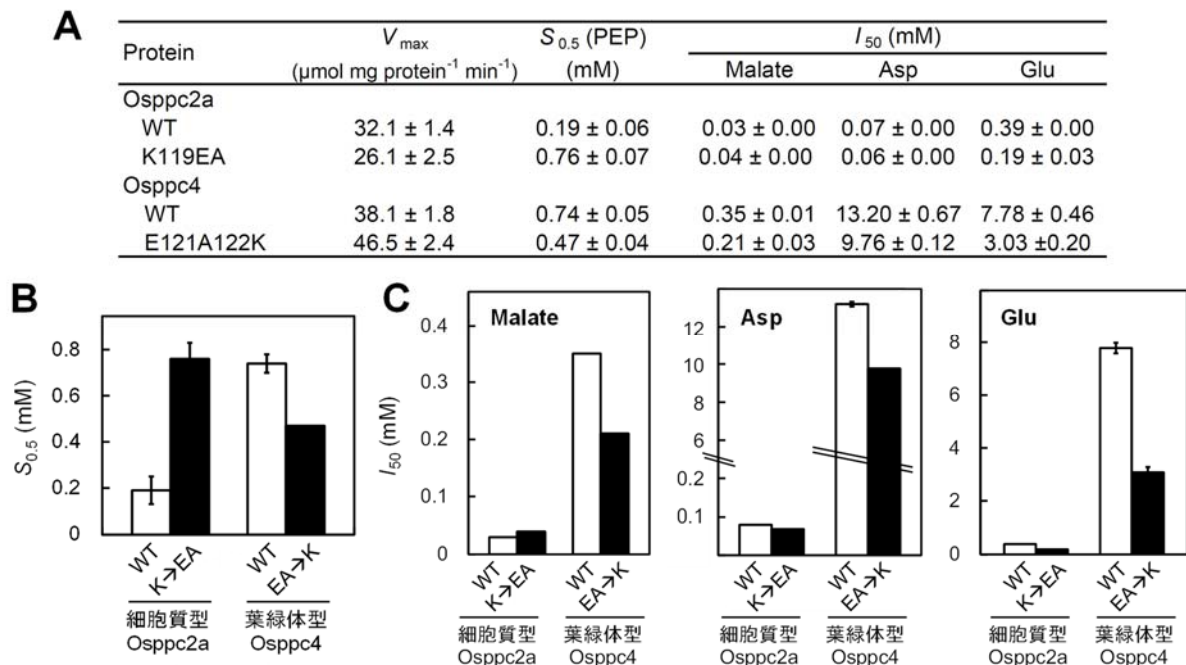 A
Protein V max (µmol mg protein⁻¹ min⁻¹) S 0.5 (PEP) (mM) I 50 (mM)
Malate Asp Glu
Osppc2a
WT 32.1 ± 1.4 0.19 ± 0.06 0.03 ± 0.00 0.07 ± 0.00 0.39 ± 0.00
K119EA 26.1 ± 2.5 0.76 ± 0.07 0.04 ± 0.00 0.06 ± 0.00 0.19 ± 0.03
Osppc4
WT 38.1 ± 1.8 0.74 ± 0.05 0.35 ± 0.01 13.20 ± 0.67 7.78 ± 0.46
E121A122K 46.5 ± 2.4 0.47 ± 0.04 0.21 ± 0.03 9.76 ± 0.12 3.03 ±0.20
B
S 0.5 (mM)
0.8
0.6
0.4
0.2
0
WT K→EA WT EA→K
細胞質型 葉緑体型
Osppc2a Osppc4
C
I 50 (mM)
Malate
0.4
0.3
0.2
0.1
0
WT K→EA WT EA→K
細胞質型 葉緑体型
Osppc2a Osppc4
Asp
12
10
8
6
0.2
0.1
WT K→EA WT EA→K
細胞質型 葉緑体型
Osppc2a Osppc4
Glu
8
6
4
2
0
WT K→EA WT EA→K
細胞質型 葉緑体型
Osppc2a Osppc4